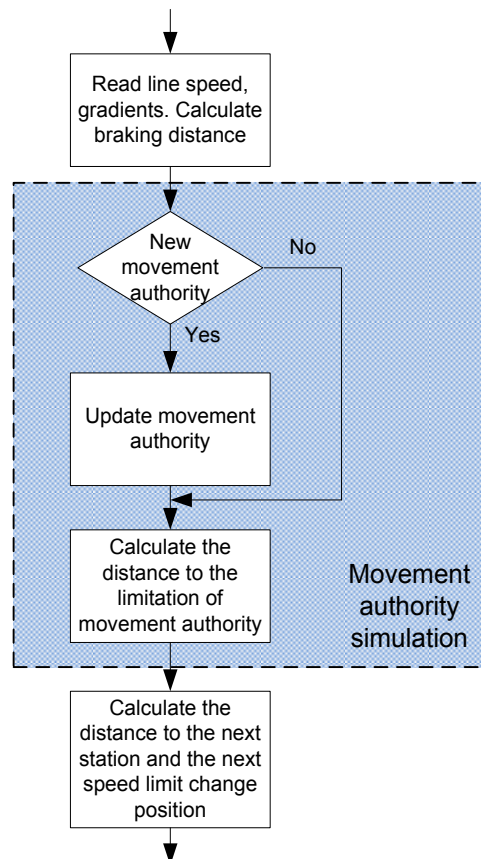 Read line speed,
gradients. Calculate
braking distance
New
movement
authority
No
Yes
Update movement
authority
Calculate the
distance to the
limitation of
movement authority
Movement
authority
simulation
Calculate the
distance to the next
station and the next
speed limit change
position